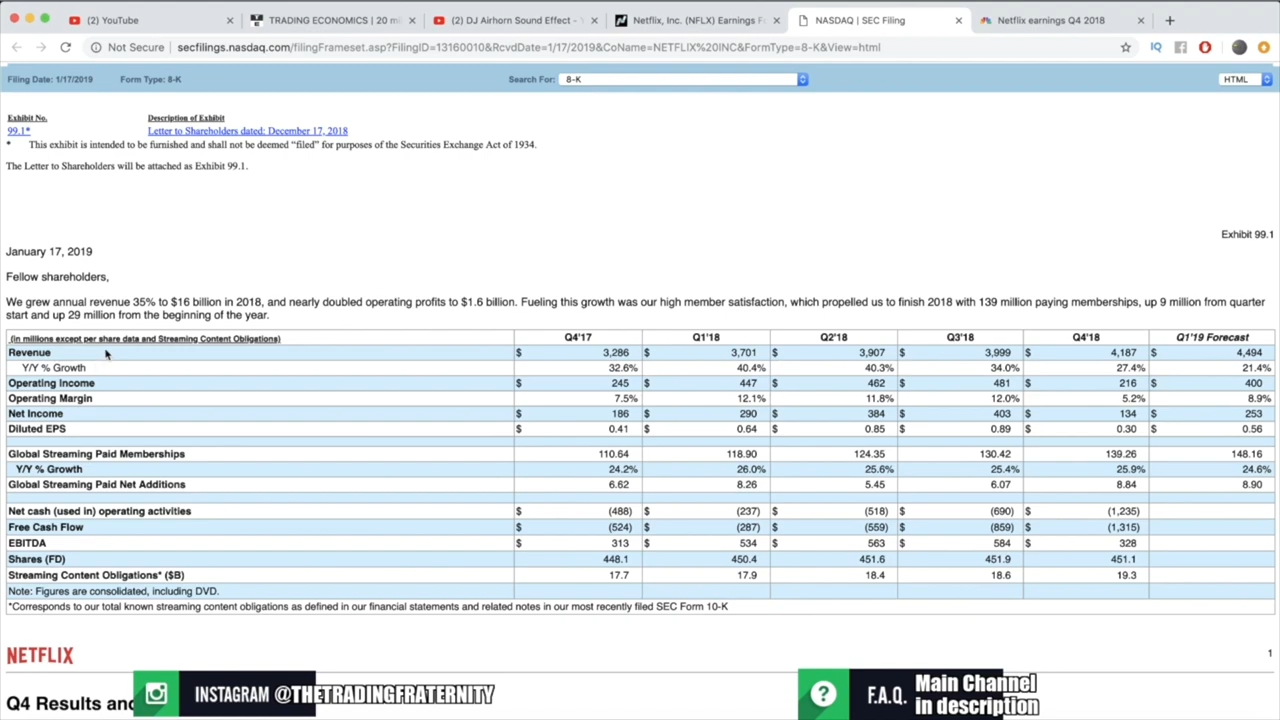 (2) YouTube
TRADING ECONOMICS | 20 mi
(2) DJ Airhorn Sound Effect - Y
Netflix, Inc. (NFLX) Earnings F
NASDAQ | SEC Filing
Netflix earnings Q4 2018
Not Secure | secfilings.nasdaq.com/filingFrameset.asp?FilingID=13160010&RcvdDate=1/17/2019&CoName=NETFLIX%20INC&FormType=8-K&View=html
Filing Date: 1/17/2019 Form Type: 8-K Search For: 8-K HTML
Exhibit No. Description of Exhibit
99.1* Letter to Shareholders dated: December 17, 2018
* This exhibit is intended to be furnished and shall not be deemed “filed” for purposes of the Securities Exchange Act of 1934.
The Letter to Shareholders will be attached as Exhibit 99.1.
Exhibit 99.1
January 17, 2019
Fellow shareholders,
We grew annual revenue 35% to $16 billion in 2018, and nearly doubled operating profits to $1.6 billion. Fueling this growth was our high member satisfaction, which propelled us to finish 2018 with 139 million paying memberships, up 9 million from quarter
start and up 29 million from the beginning of the year.
(in millions except per share data and Streaming Content Obligations) Q4'17 Q1'18 Q2'18 Q3'18 Q4'18 Q1'19 Forecast
Revenue $ 3,286 $ 3,701 $ 3,907 $ 3,999 $ 4,187 $ 4,494
Y/Y % Growth 32.6% 40.4% 40.3% 34.0% 27.4% 21.4%
Operating Income $ 245 $ 447 $ 462 $ 481 $ 216 $ 400
Operating Margin 7.5% 12.1% 11.8% 12.0% 5.2% 8.9%
Net Income $ 186 $ 290 $ 384 $ 403 $ 134 $ 253
Diluted EPS $ 0.41 $ 0.64 $ 0.85 $ 0.89 $ 0.30 $ 0.56
Global Streaming Paid Memberships 110.64 118.90 124.35 130.42 139.26 148.16
Y/Y % Growth 24.2% 26.0% 25.6% 25.4% 25.9% 24.6%
Global Streaming Paid Net Additions 6.62 8.26 5.45 6.07 8.84 8.90
Net cash (used in) operating activities $ (488) $ (237) $ (518) $ (690) $ (1,235)
Free Cash Flow $ (524) $ (287) $ (559) $ (859) $ (1,315)
EBITDA $ 313 $ 534 $ 563 $ 584 $ 328
Shares (FD) 448.1 450.4 451.6 451.9 451.1
Streaming Content Obligations* ($B) 17.7 17.9 18.4 18.6 19.3
Note: Figures are consolidated, including DVD.
*Corresponds to our total known streaming content obligations as defined in our financial statements and related notes in our most recently filed SEC Form 10-K
NETFLIX 1
Q4 Results and
INSTAGRAM @THETRADINGFRATERNITY
? F.A.Q. Main Channel
in description